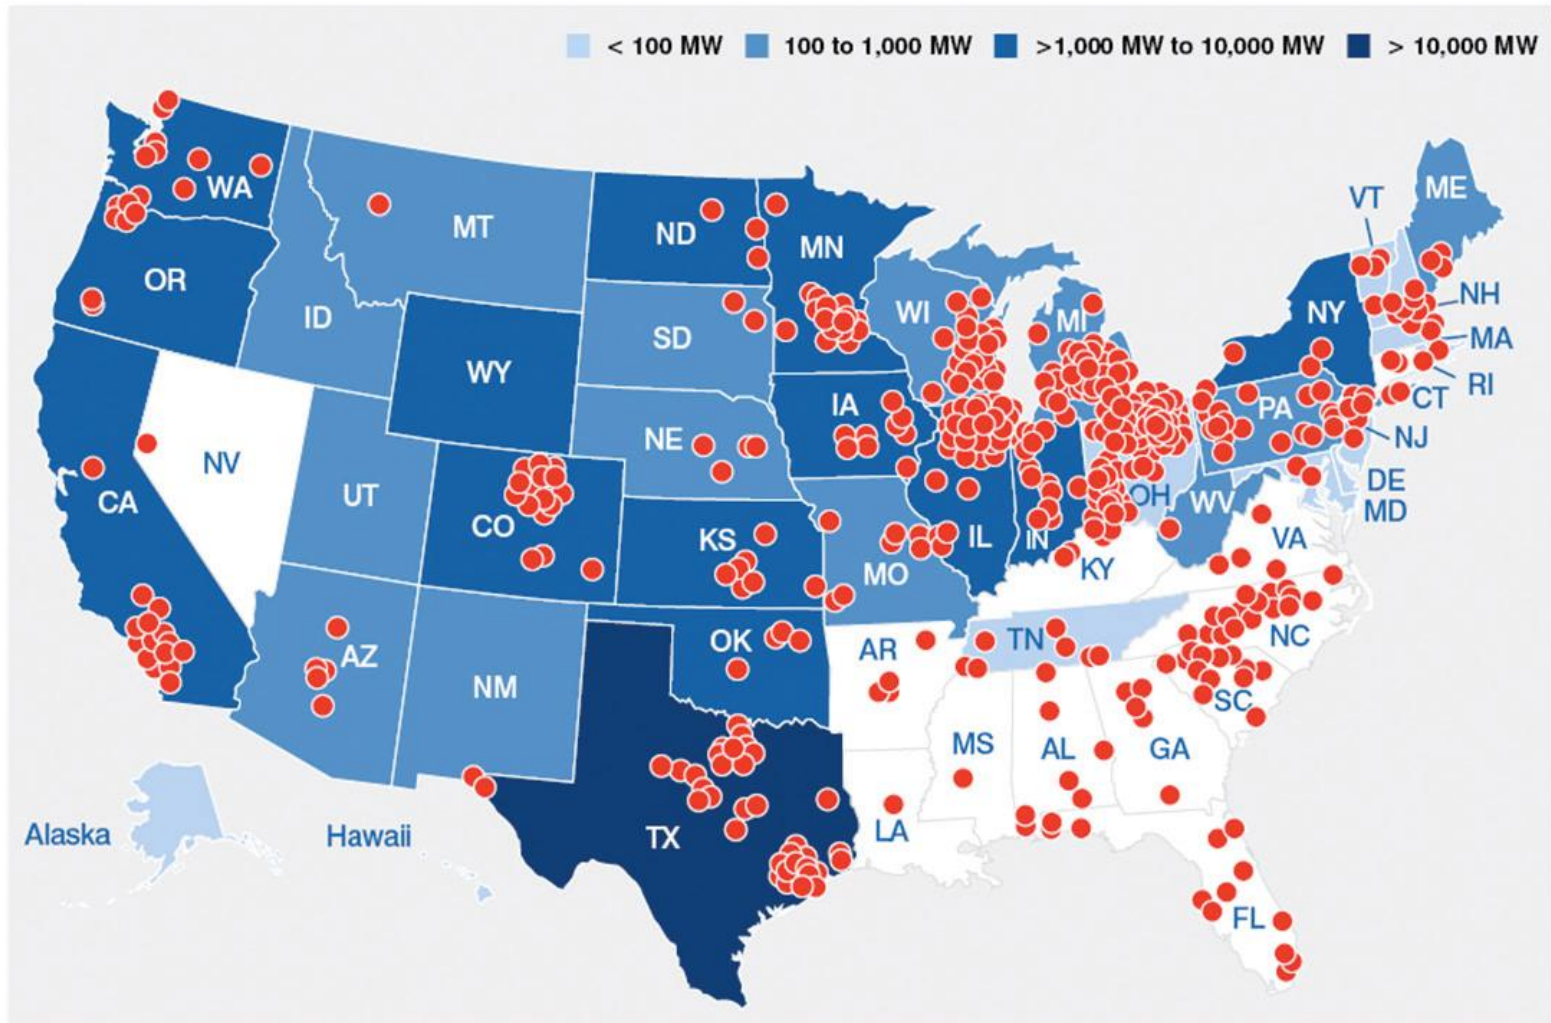 < 100 MW 100 to 1,000 MW >1,000 MW to 10,000 MW > 10,000 MW
WA
MT
ND
MN
VT
ME
OR
ID
SD
WI
MI
NY
NH
MA
WY
RI
CT
NV
NE
IA
PA
NJ
CA
UT
CO
KS
MO
IL
IN
OH
WV
DE
MD
VA
KY
AZ
NM
OK
AR
TN
NC
SC
MS
AL
GA
Alaska
Hawaii
TX
LA
FL